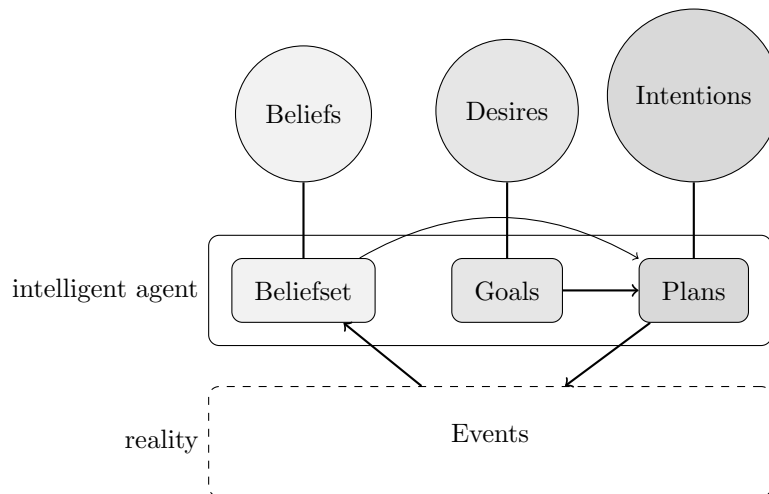 Beliefs
Desires
Intentions
intelligent agent
Beliefset
Goals
Plans
reality
Events